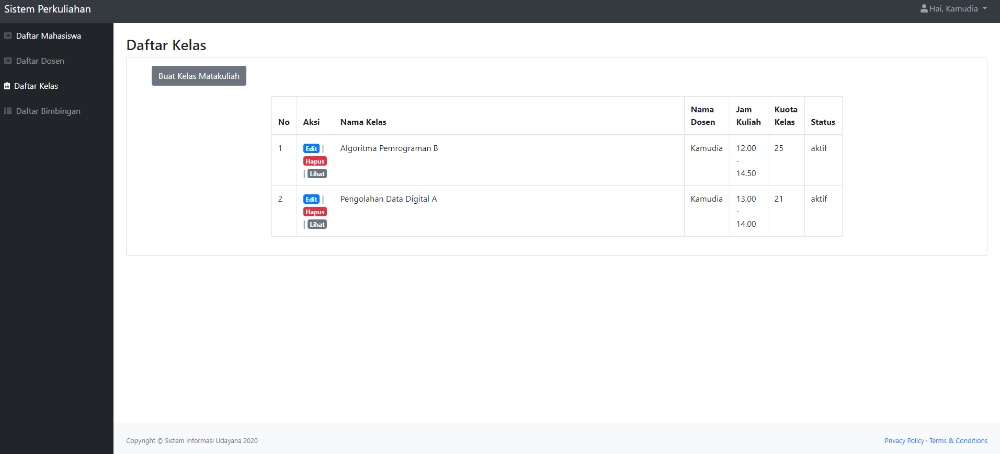 Sistem Perkuliahan
Hai, Kamudia
Daftar Mahasiswa
Daftar Dosen
Daftar Kelas
Daftar Bimbingan
Daftar Kelas
Buat Kelas Matakuliah
No
Aksi
Nama Kelas
Nama
Dosen
Jam
Kuliah
Kuota
Kelas
Status
1
Edit |
Hapus
| Lihat
Algoritma Pemrograman B
Kamudia
12.00
-
14.50
25
aktif
2
Edit |
Hapus
| Lihat
Pengolahan Data Digital A
Kamudia
13.00
-
14.00
21
aktif
Copyright © Sistem Informasi Udayana 2020
Privacy Policy · Terms & Conditions